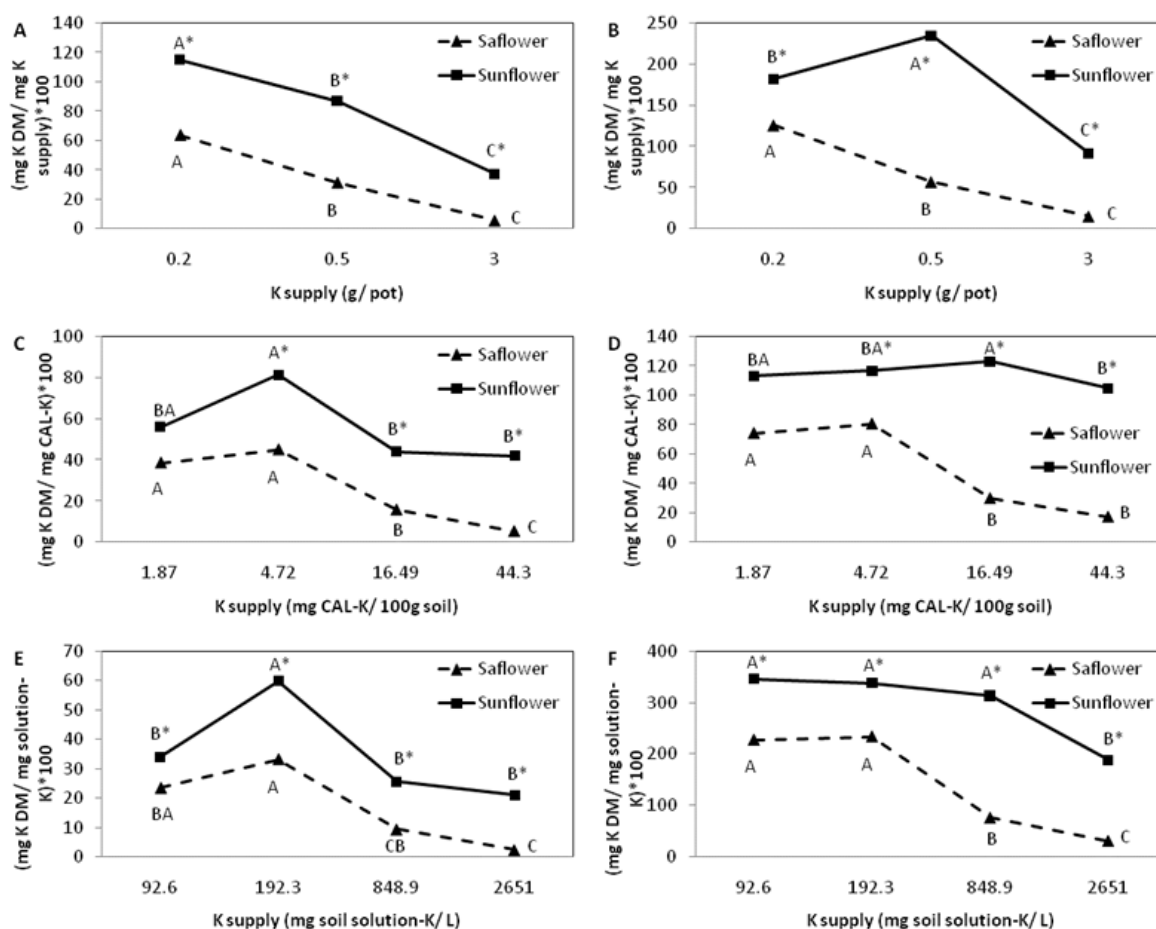 A
140
120
100
80
60
40
20
0
(mg K DM/ mg K
supply)*100
A*
B*
C*
A
B
C
Saflower
Sunflower
0.2 0.5 3
K supply (g/ pot)
B
250
200
150
100
50
0
(mg K DM/ mg K
supply)*100
B*
A*
C*
A
B
C
Saflower
Sunflower
0.2 0.5 3
K supply (g/ pot)
C
100
80
60
40
20
0
(mg K DM/ mg CAL-K)*100
BA
A*
B*
B*
A
A
B
C
Saflower
Sunflower
1.87 4.72 16.49 44.3
K supply (mg CAL-K/ 100g soil)
D
140
120
100
80
60
40
20
0
(mg K DM/ mg CAL-K)*100
BA
BA*
A*
B*
A
A
B
B
Saflower
Sunflower
1.87 4.72 16.49 44.3
K supply (mg CAL-K/ 100g soil)
E
70
60
50
40
30
20
10
0
(mg K DM/ mg solution-
K)*100
B*
A*
B*
B*
BA
A
CB
C
Saflower
Sunflower
92.6 192.3 848.9 2651
K supply (mg soil solution-K/ L)
F
400
300
200
100
0
(mg K DM/ mg solution-
K)*100
A*
A*
A*
B*
A
A
B
C
Saflower
Sunflower
92.6 192.3 848.9 2651
K supply (mg soil solution-K/ L)